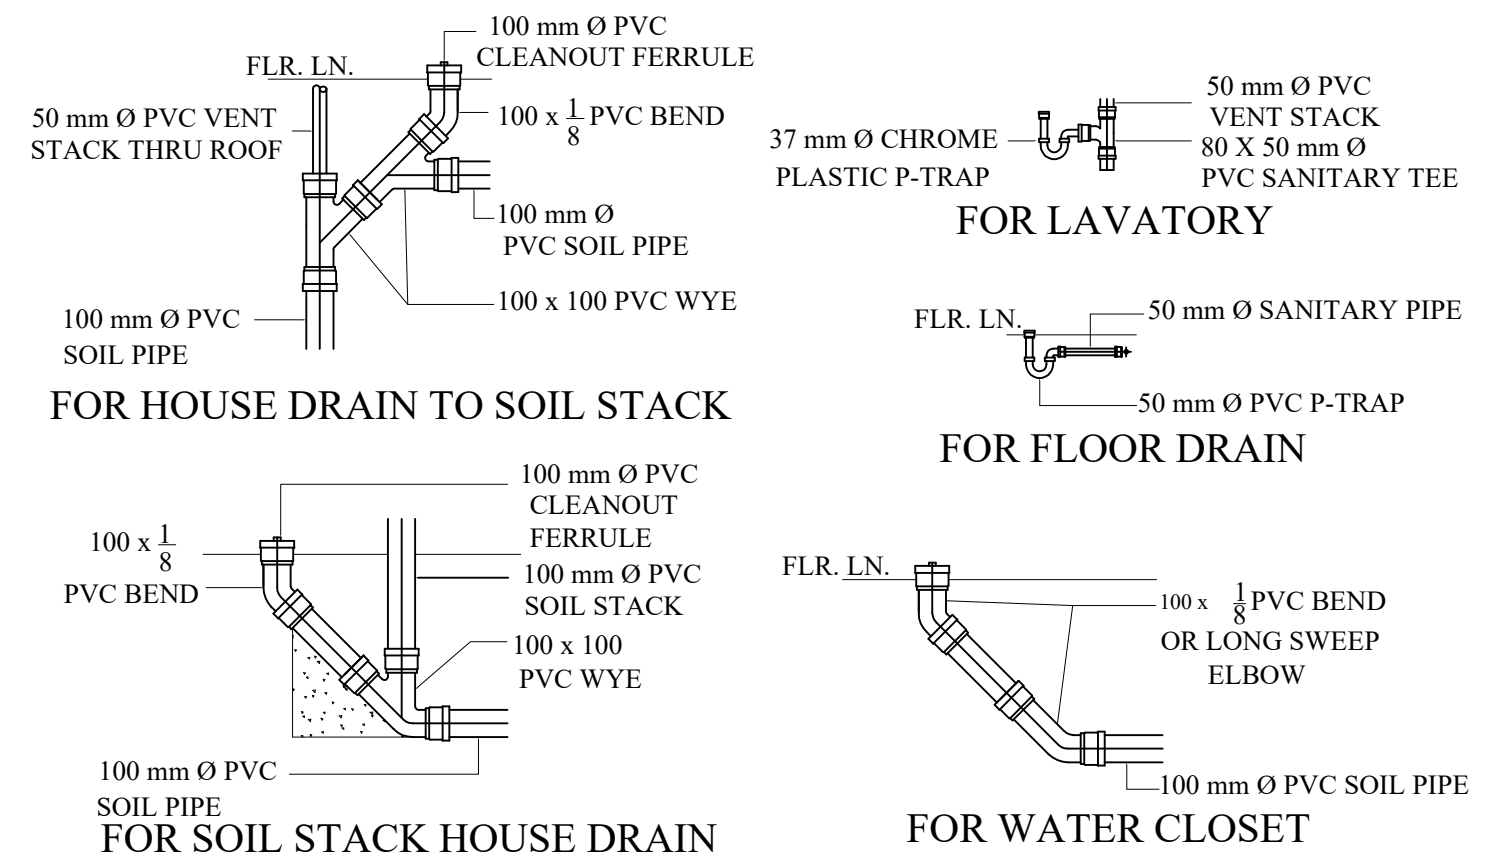 100 mm Ø PVC
CLEANOUT FERRULE
FLR. LN.
50 mm Ø PVC VENT
STACK THRU ROOF
100 x 1/8 PVC BEND
100 mm Ø
PVC SOIL PIPE
100 x 100 PVC WYE
100 mm Ø PVC
SOIL PIPE
FOR HOUSE DRAIN TO SOIL STACK
50 mm Ø PVC
VENT STACK
37 mm Ø CHROME
PLASTIC P-TRAP
80 X 50 mm Ø
PVC SANITARY TEE
FOR LAVATORY
FLR. LN.
50 mm Ø SANITARY PIPE
50 mm Ø PVC P-TRAP
FOR FLOOR DRAIN
100 mm Ø PVC
CLEANOUT
FERRULE
100 x 1/8
PVC BEND
100 mm Ø PVC
SOIL STACK
100 x 100
PVC WYE
100 mm Ø PVC
SOIL PIPE
FOR SOIL STACK HOUSE DRAIN
FLR. LN.
100 x 1/8 PVC BEND
OR LONG SWEEP
ELBOW
100 mm Ø PVC SOIL PIPE
FOR WATER CLOSET